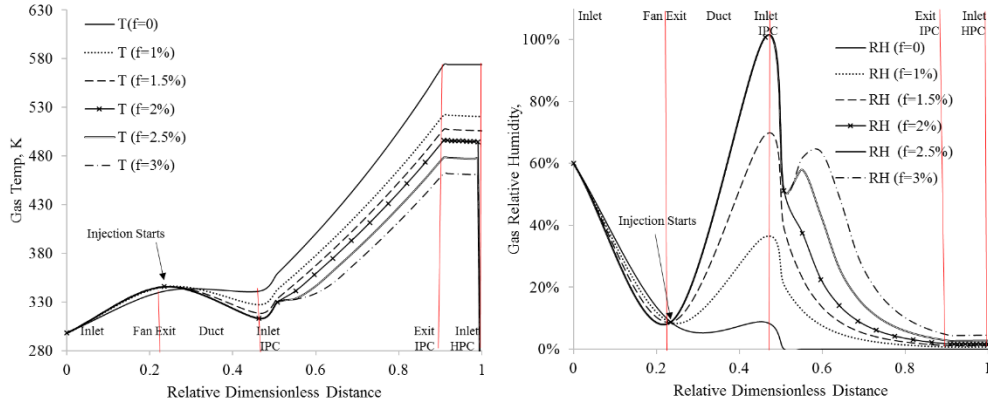 630
580
530
480
430
380
330
280
Gas Temp, K
T(f=0)
T (f=1%)
T (f=1.5%)
T (f=2%)
T (f=2.5%)
T (f=3%)
Injection Starts
Inlet
Fan Exit
Duct
Inlet
IPC
Exit
IPC
Inlet
HPC
0
0.2
0.4
0.6
0.8
1
Relative Dimensionless Distance
Inlet
Fan Exit
Duct
Inlet
IPC
Exit
IPC
Inlet
HPC
100%
80%
60%
40%
20%
0%
Gas Relative Humidity,
RH (f=0)
RH (f=1%)
RH (f=1.5%)
RH (f=2%)
RH (f=2.5%)
RH (f=3%)
Injection Starts
0
0.2
0.4
0.6
0.8
1
Relative Dimensionless Distance